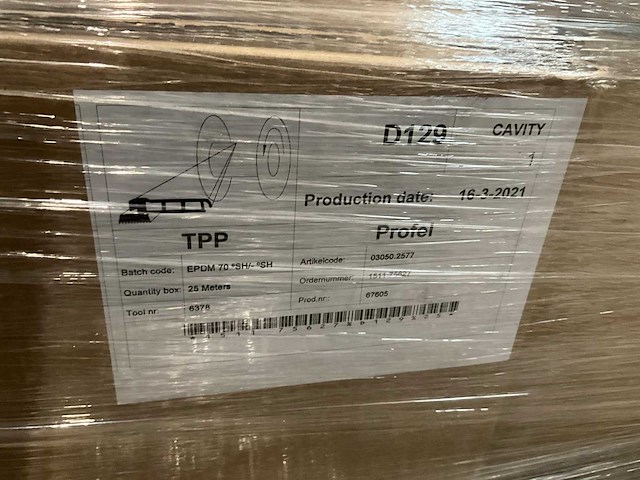 D129 CAVITY
1
Production date: 16-3-2021
TPP Profel
Batch code: EPDM 70 °SH/- °SH
Artikelcode: 03050.2577
Quantity box: 25 Meters
Ordernummer:
Tool nr 6378
Prod.nr.: 67605